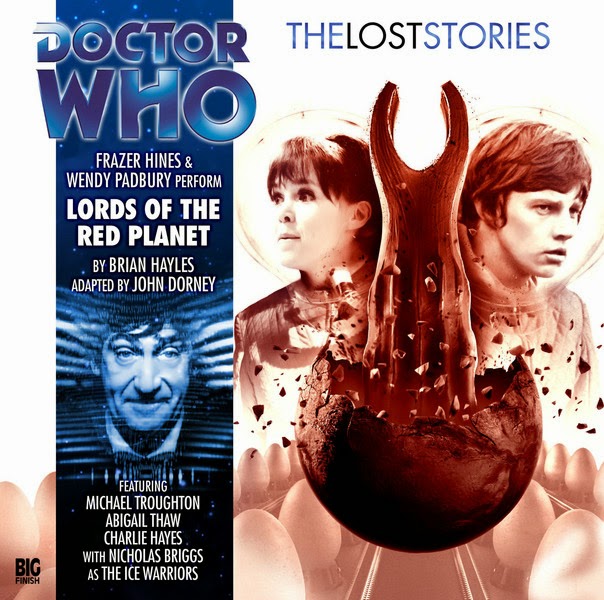 DOCTOR
WHO
THELOSTSTORIES
FRAZER HINES &
WENDY PADBURY PERFORM
LORDS OF THE
RED PLANET
BY BRIAN HAYLES
ADAPTED BY JOHN DORNEY
FEATURING
MICHAEL TROUGHTON
ABIGAIL THAW
CHARLIE HAYES
WITH NICHOLAS BRIGGS
AS THE ICE WARRIORS
BIG
FINISH